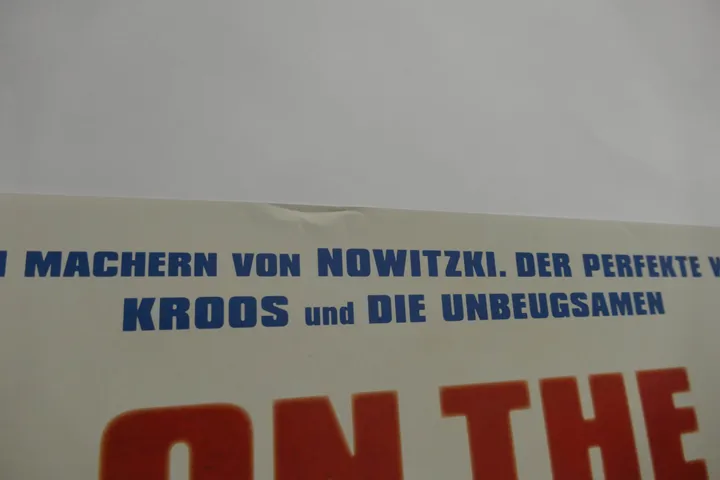 MACHERN VON NOWITZKI. DER PERFEKTE
KROOS und DIE UNBEUGSAMEN
ON THE